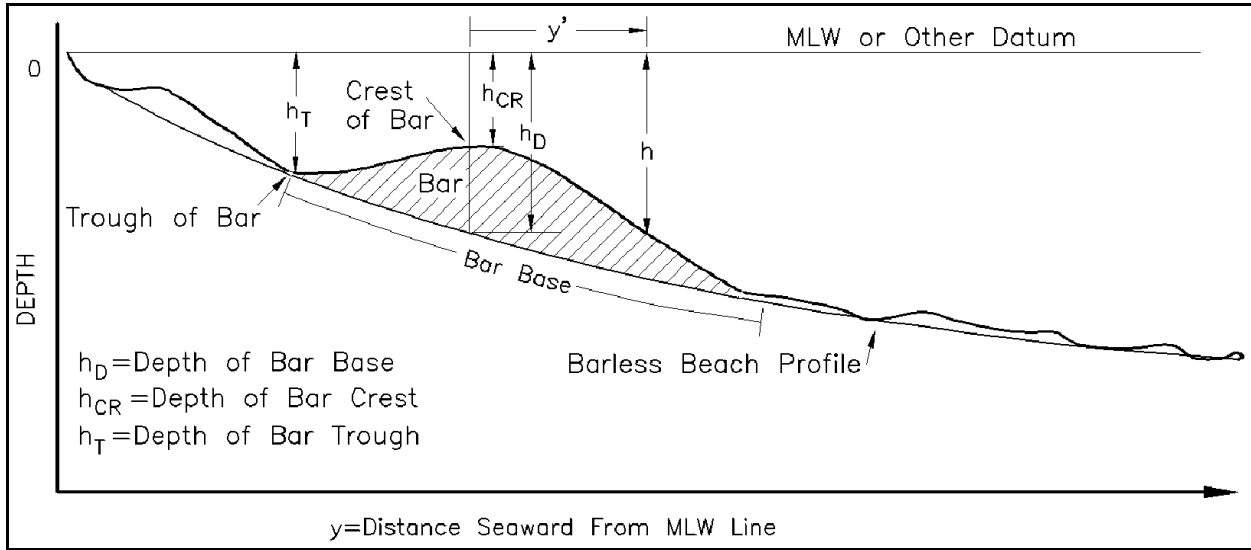 y'
MLW or Other Datum
0
Crest
of Bar
h_CR
h_T
h_D
h
Bar
Trough of Bar
Bar Base
Barless Beach Profile
DEPTH
h_D=Depth of Bar Base
h_CR=Depth of Bar Crest
h_T=Depth of Bar Trough
y=Distance Seaward From MLW Line